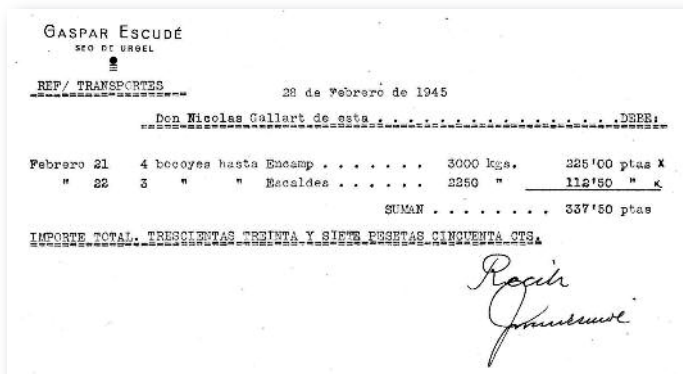 GASPAR ESCUDÉ
SEO DE URGEL
REF/ TRANSPORTES
28 de Febrero de 1945
Don Nicolas Gallart de esta . . . . . . . . . . . . . . . . . . DEBE:
Febrero 21 4 bocoyes hasta Encamp . . . . . . . 3000 kgs. 225'00 ptas x
" 22 3 " " Escaldes . . . . . . 2250 " 112'50 " x
SUMAN . . . . . . . . 337'50 ptas
IMPORTE TOTAL. TRESCIENTAS TREINTA Y SIETE PESETAS CINCUENTA CTS.
Recibi